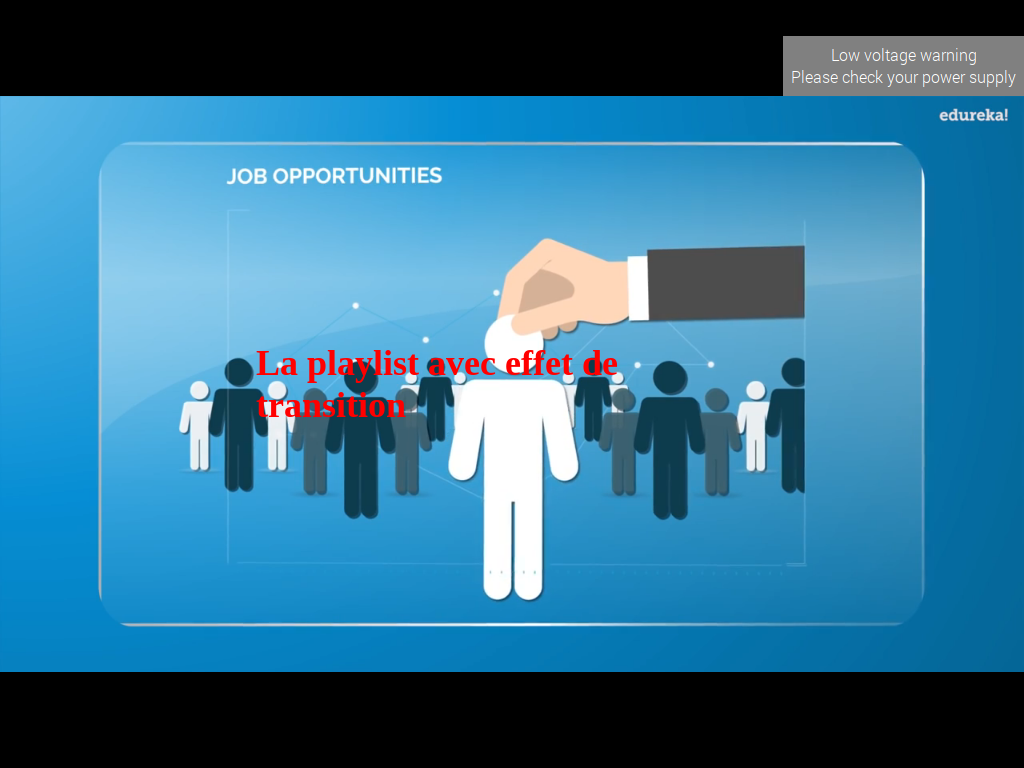 Low voltage warning
Please check your power supply
edureka!
JOB OPPORTUNITIES
La playlist avec effet de
transition